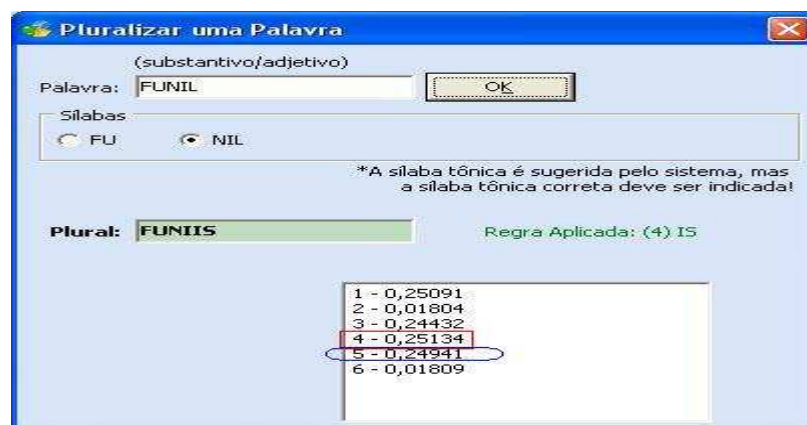 Pluralizar uma Palavra
(substantivo/adjetivo)
Palavra: FUNIL OK
Sílabas
FU NIL
*A sílaba tônica é sugerida pelo sistema, mas
a sílaba tônica correta deve ser indicada!
Plural: FUNIIS Regra Aplicada: (4) IS
1 - 0,25091
2 - 0,01804
3 - 0,24432
4 - 0,25134
5 - 0,24941
6 - 0,01809